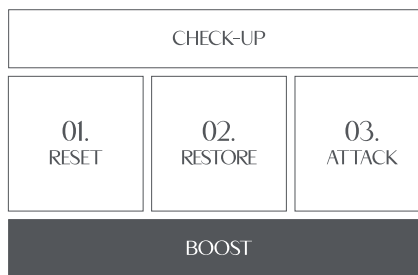 CHECK-UP
01.
RESET
02.
RESTORE
03.
ATTACK
BOOST